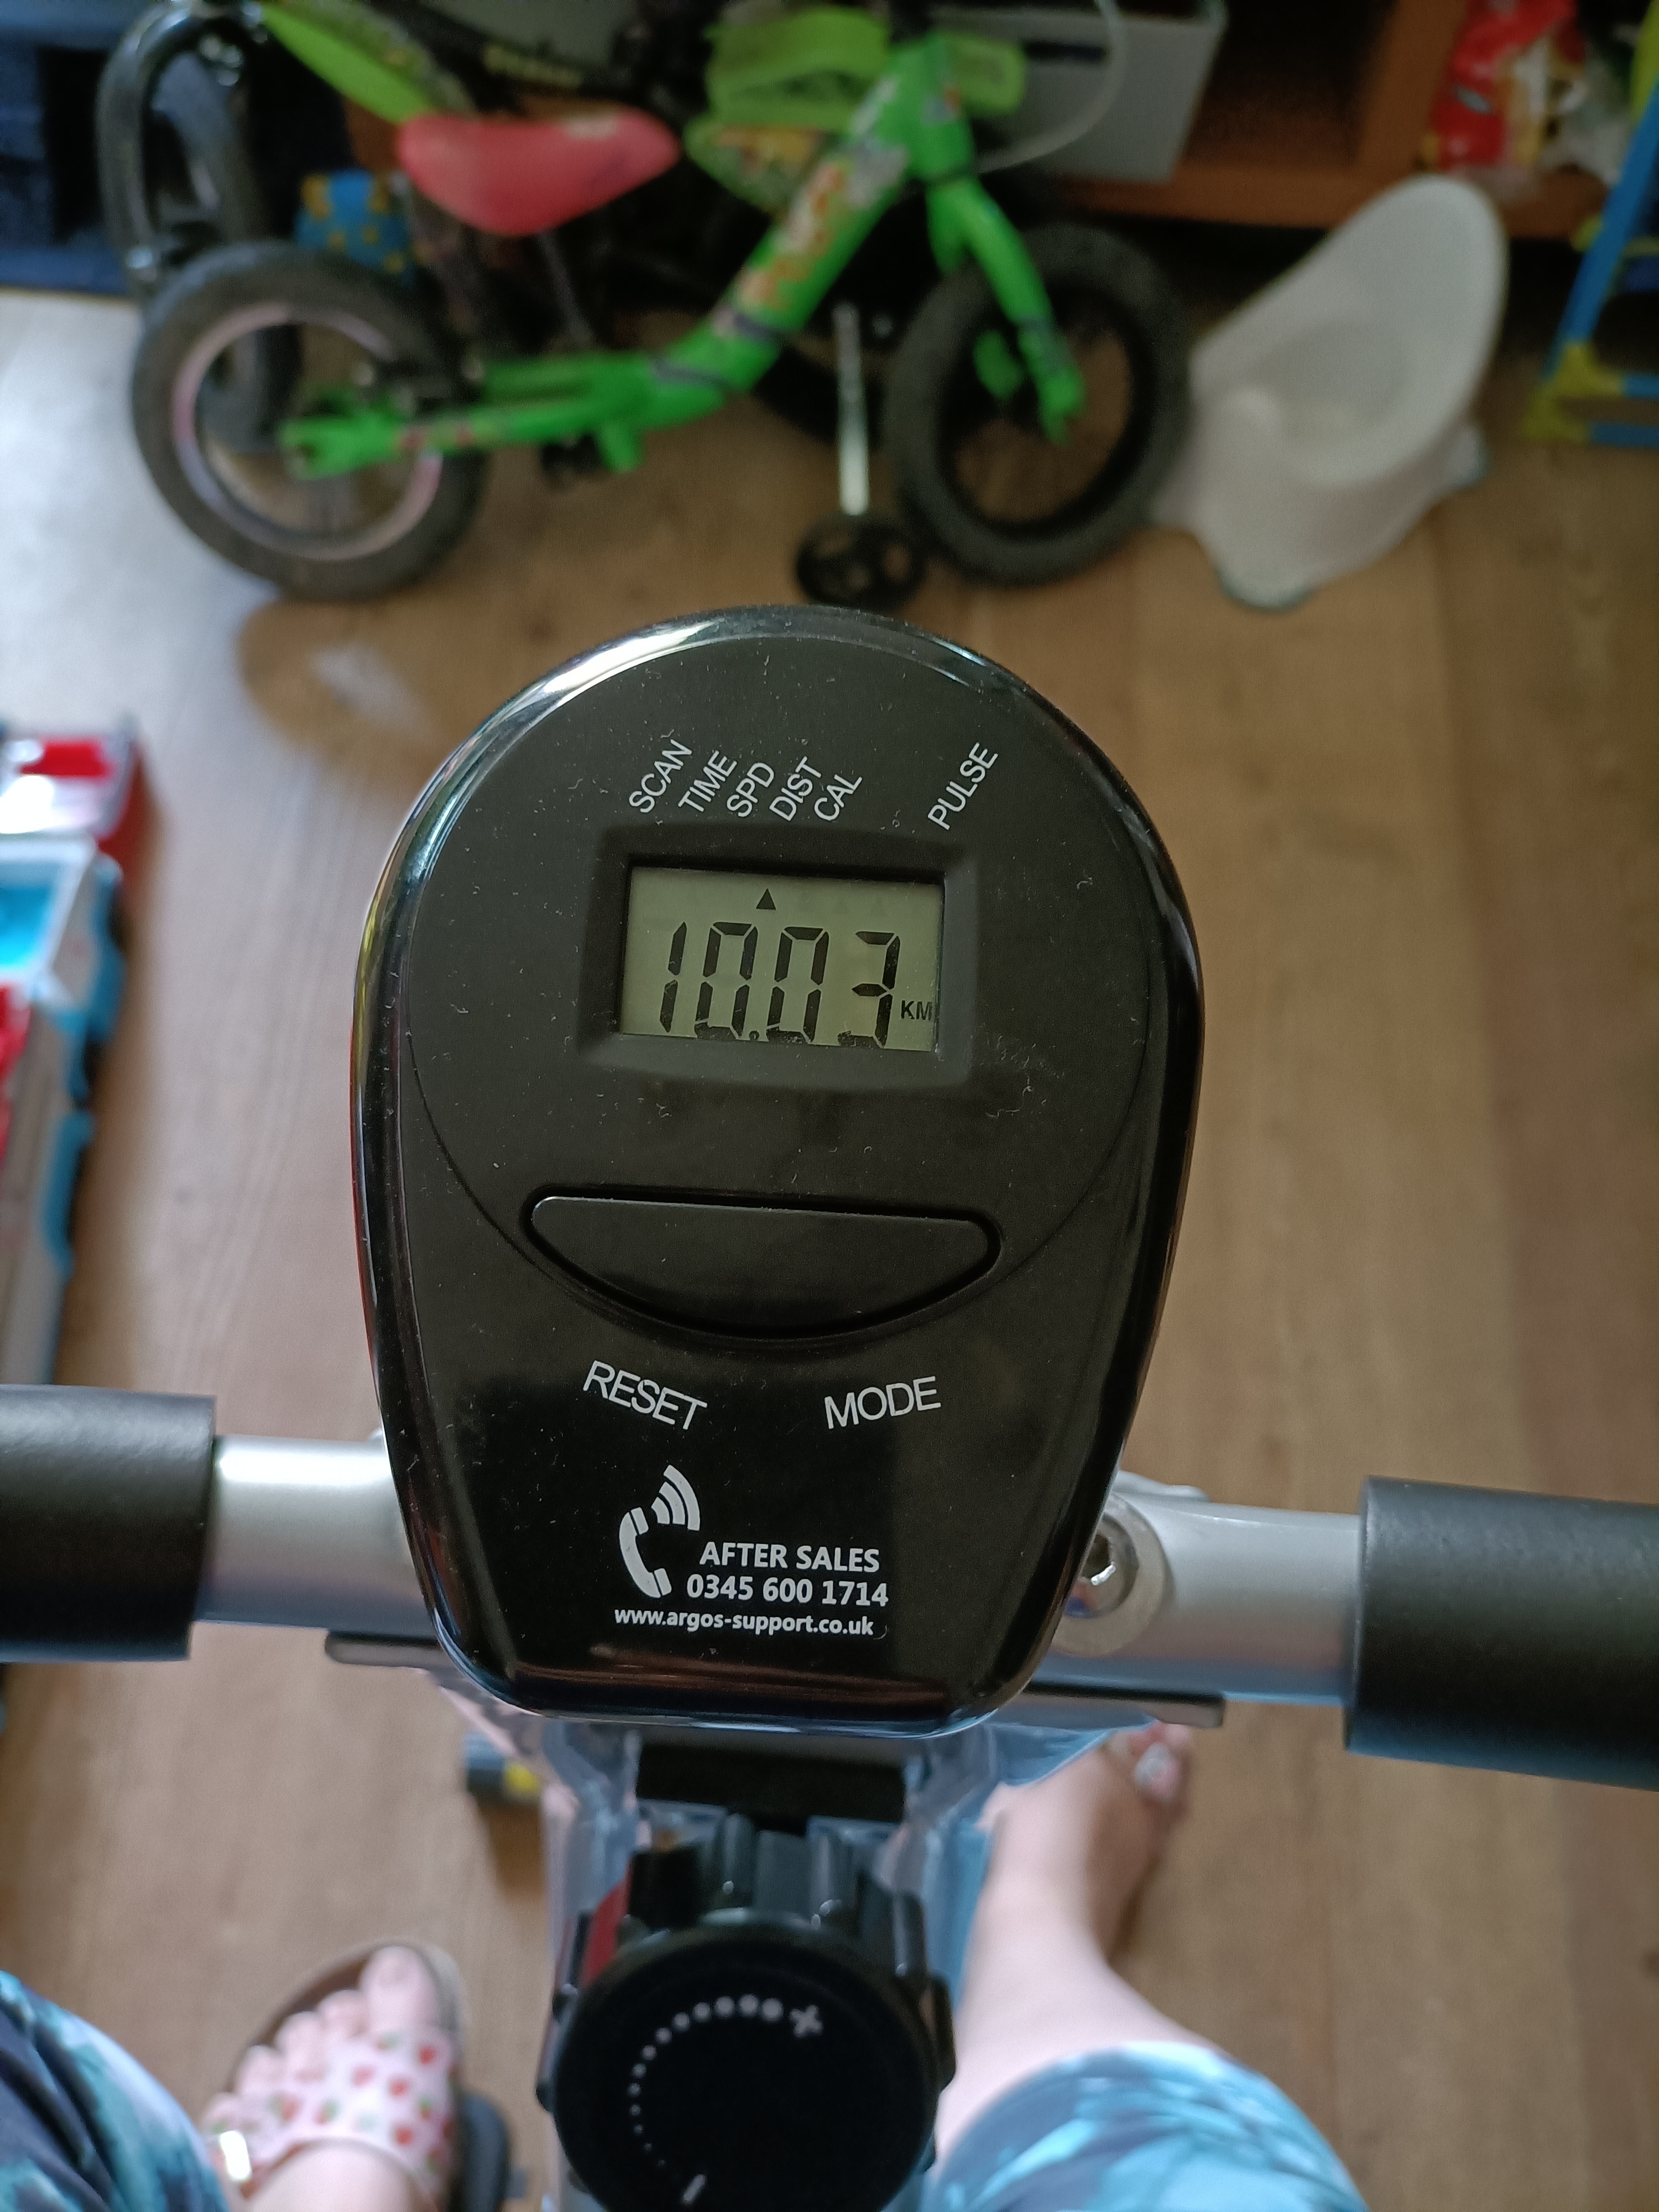 SCAN
TIME
SPD
DIST
CAL
PULSE
10.03 KM
RESET
MODE
AFTER SALES
0345 600 1714
www.argos-support.co.uk
+